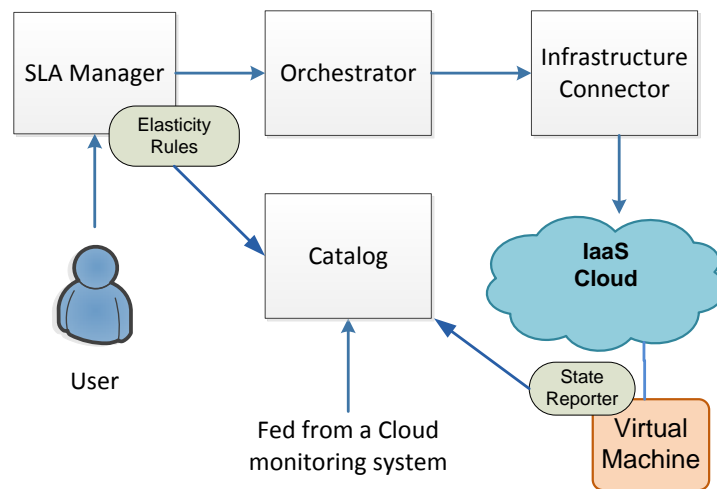 SLA Manager
Orchestrator
Infrastructure
Connector
Elasticity
Rules
Catalog
IaaS
Cloud
User
State
Reporter
Fed from a Cloud
monitoring system
Virtual
Machine